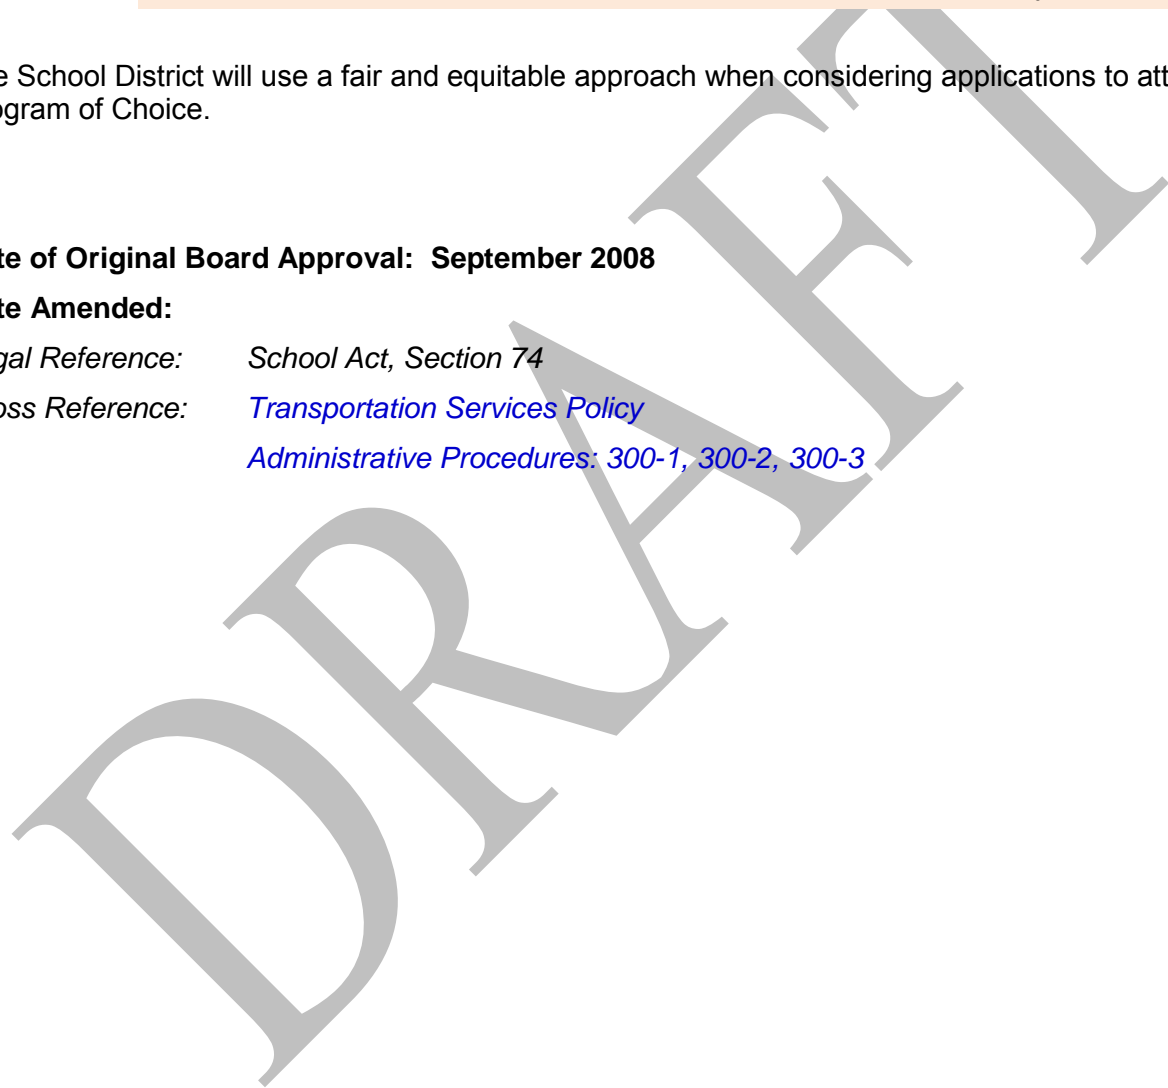 e School District will use a fair and equitable approach when considering applications to att
ogram of Choice.
te of Original Board Approval: September 2008
te Amended:
gal Reference: School Act, Section 74
oss Reference: Transportation Services Policy
Administrative Procedures: 300-1, 300-2, 300-3
DRAFT